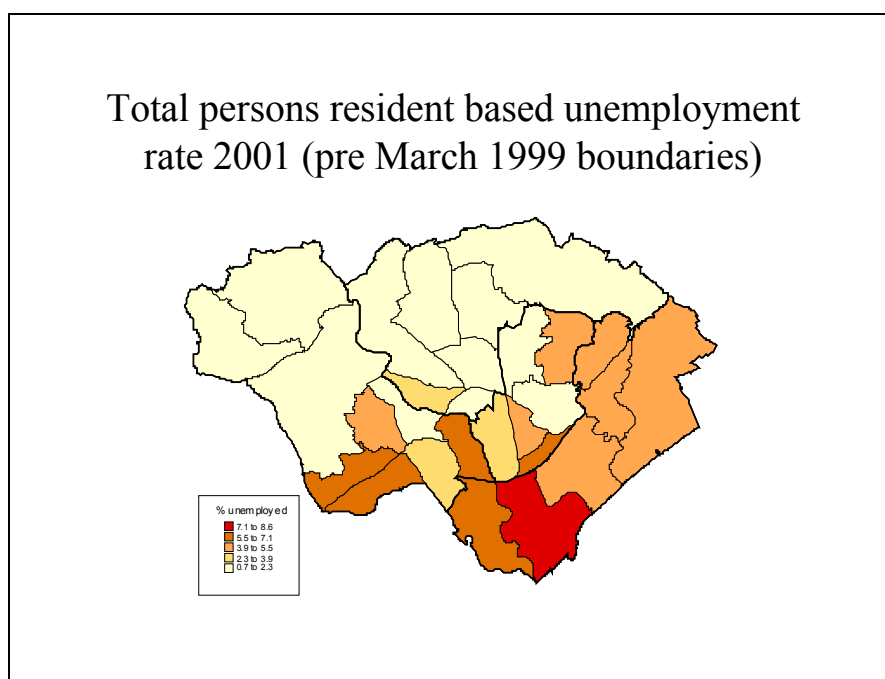 Total persons resident based unemployment
rate 2001 (pre March 1999 boundaries)
% unemployed
7.1 to 8.6
5.5 to 7.1
3.9 to 5.5
2.3 to 3.9
0.7 to 2.3